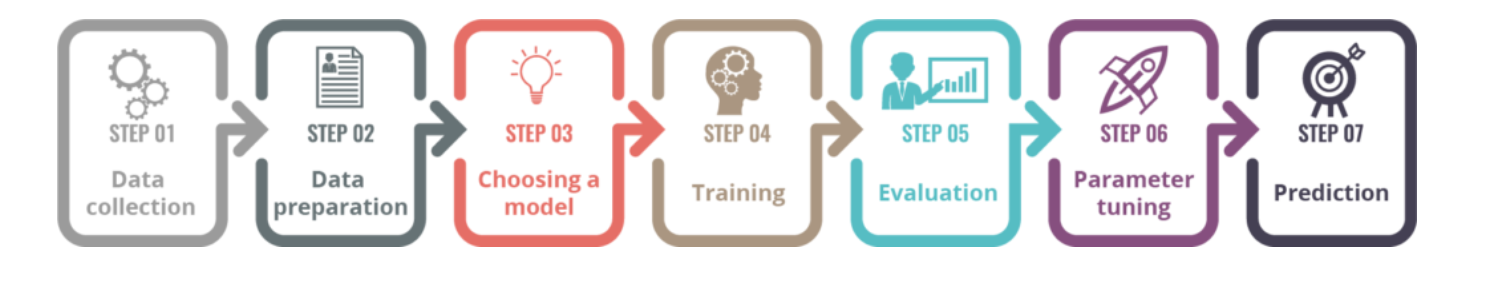 STEP 01
Data
collection
STEP 02
Data
preparation
STEP 03
Choosing a
model
STEP 04
Training
STEP 05
Evaluation
STEP 06
Parameter
tuning
STEP 07
Prediction